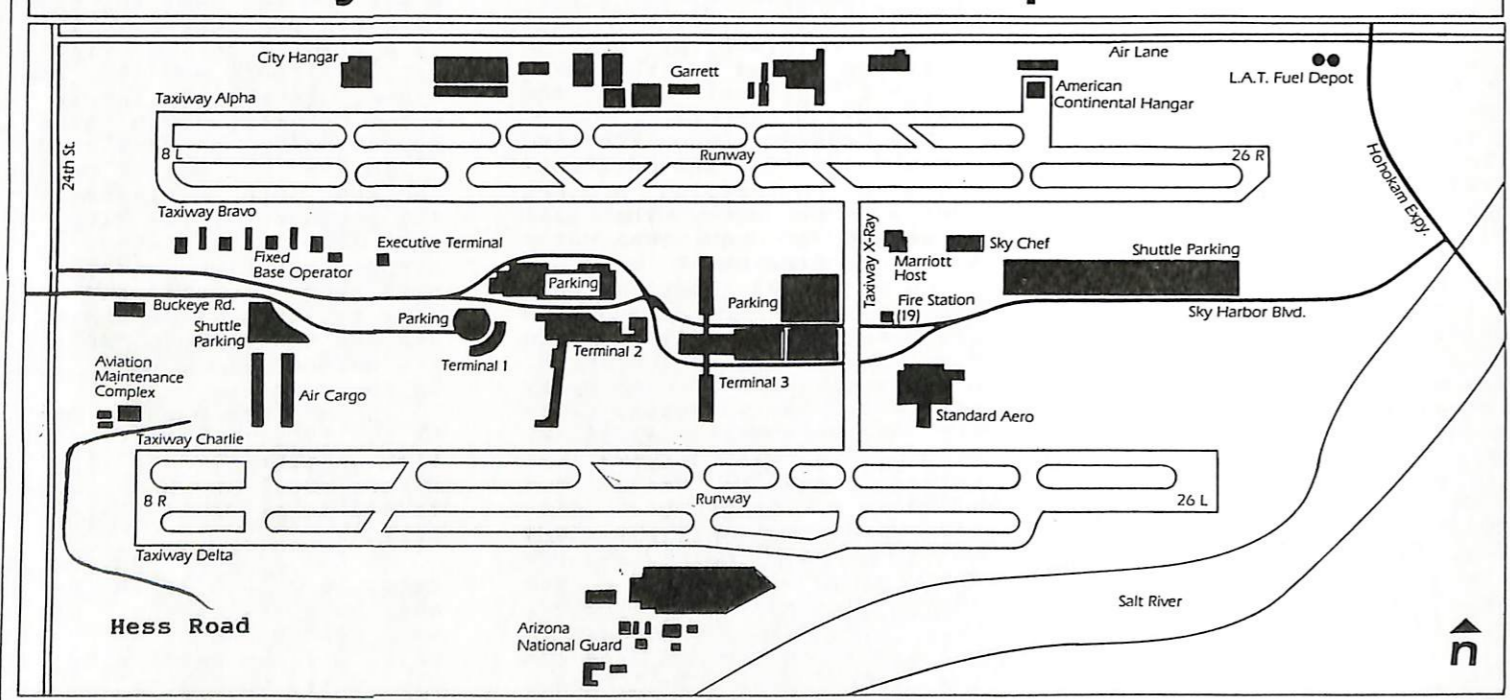 City Hangar
Garrett
Air Lane
L.A.T. Fuel Depot
American
Continental Hangar
Taxiway Alpha
24th St.
8 L
Runway
26 R
Hohokam Expy.
Taxiway Bravo
Taxiway X-Ray
Executive Terminal
Fixed
Base Operator
Sky Chef
Marriott
Host
Shuttle Parking
Parking
Parking
Fire Station
(19)
Buckeye Rd.
Shuttle
Parking
Parking
Sky Harbor Blvd.
Terminal 1
Terminal 2
Terminal 3
Aviation
Maintenance
Complex
Air Cargo
Standard Aero
Taxiway Charlie
8 R
Runway
26 L
Taxiway Delta
Hess Road
Salt River
Arizona
National Guard
n